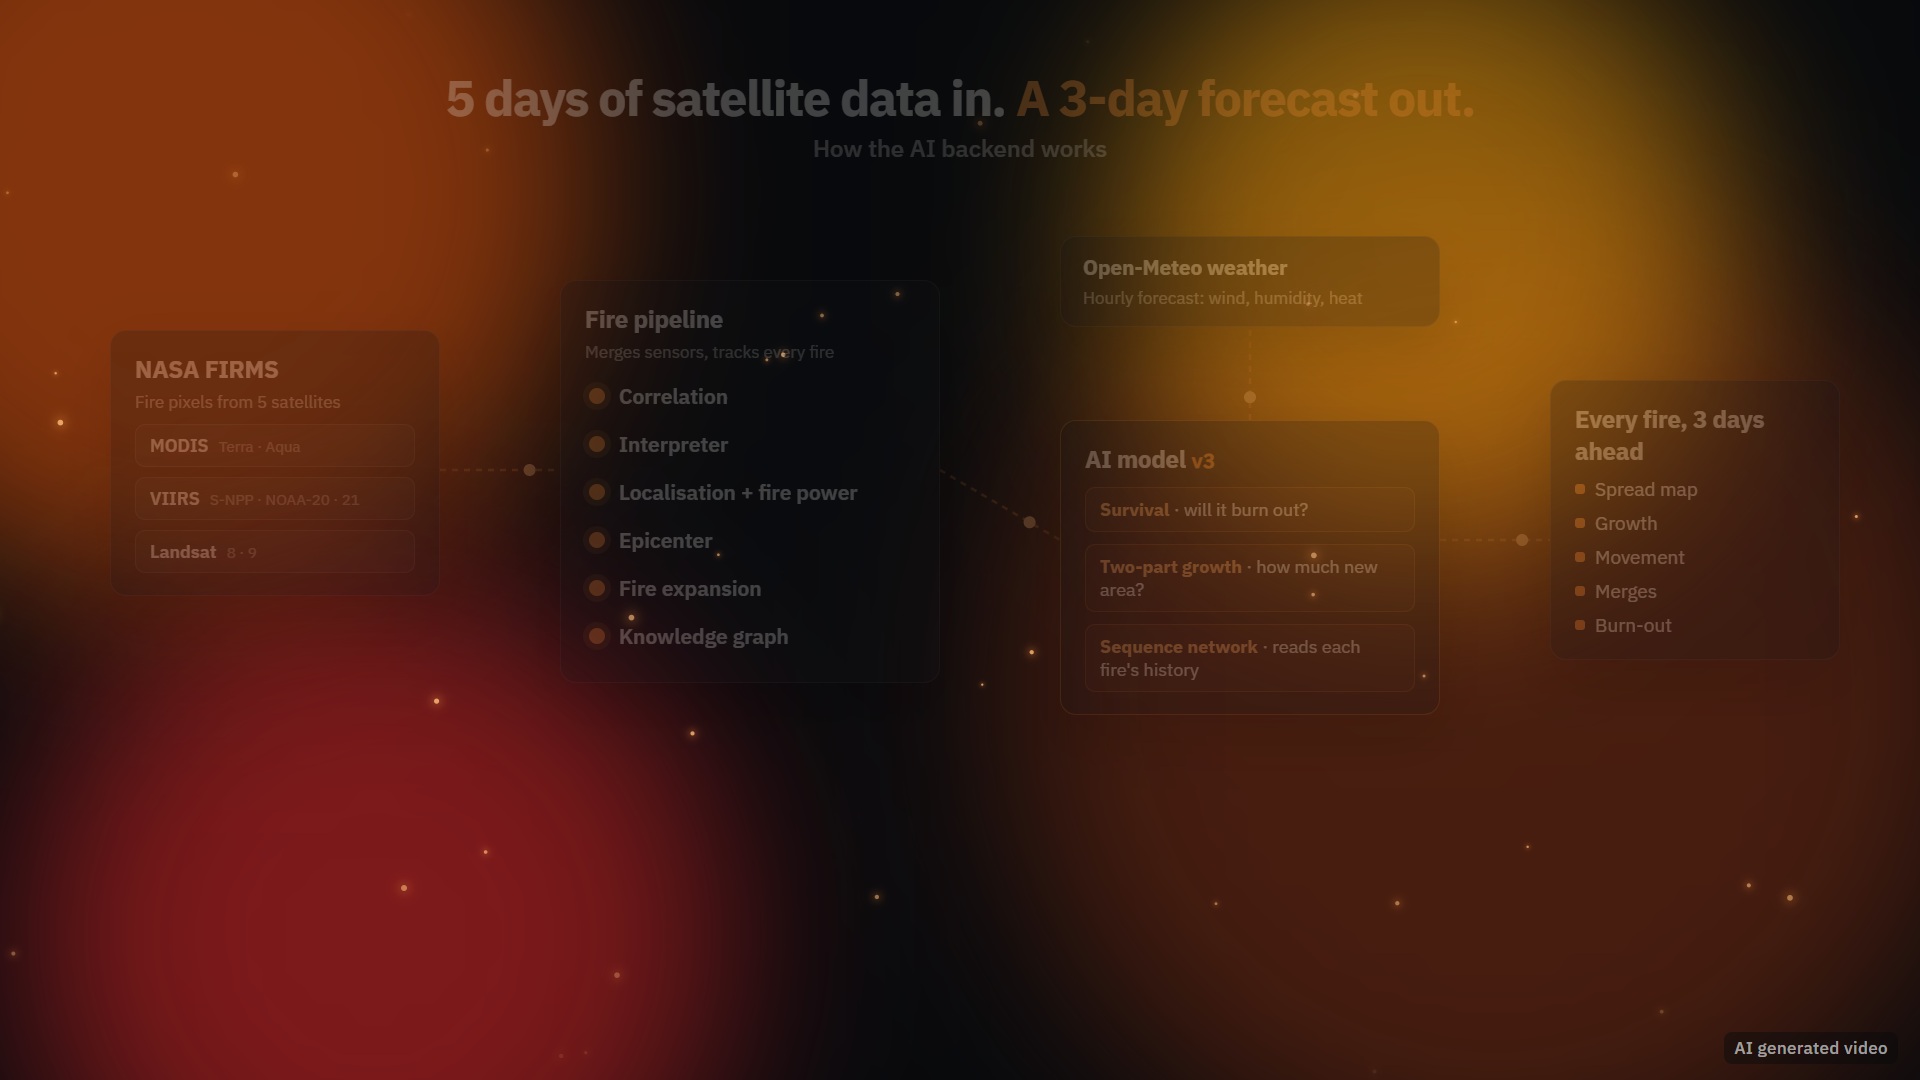 5 days of satellite data in. A 3-day forecast out.
How the AI backend works
NASA FIRMS
Fire pixels from 5 satellites
MODIS Terra · Aqua
VIIRS S-NPP · NOAA-20 · 21
Landsat 8 · 9
Fire pipeline
Merges sensors, tracks every fire
Correlation
Interpreter
Localisation + fire power
Epicenter
Fire expansion
Knowledge graph
Open-Meteo weather
Hourly forecast: wind, humidity, heat
AI model v3
Survival · will it burn out?
Two-part growth · how much new
area?
Sequence network · reads each
fire's history
Every fire, 3 days
ahead
Spread map
Growth
Movement
Merges
Burn-out
AI generated video